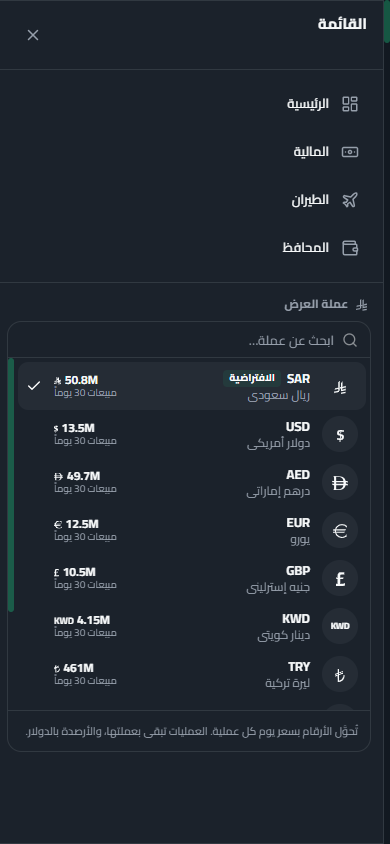 القائمة
الرئيسية
المالية
الطيران
المحافظ
عملة العرض
ابحث عن عملة...
SAR الافتراضية
ريال سعودي
50.8M
مبيعات 30 يوماً
$
USD
دولار أمريكي
$ 13.5M
مبيعات 30 يوماً
AED
درهم إماراتي
49.7M
مبيعات 30 يوماً
€
EUR
يورو
€ 12.5M
مبيعات 30 يوماً
£
GBP
جنيه إسترليني
£ 10.5M
مبيعات 30 يوماً
KWD
KWD
دينار كويتي
KWD 4.15M
مبيعات 30 يوماً
₺
TRY
ليرة تركية
₺ 461M
مبيعات 30 يوماً
تُحوَّل الأرقام بسعر يوم كل عملية. العمليات تبقى بعملتها، والأرصدة بالدولار.